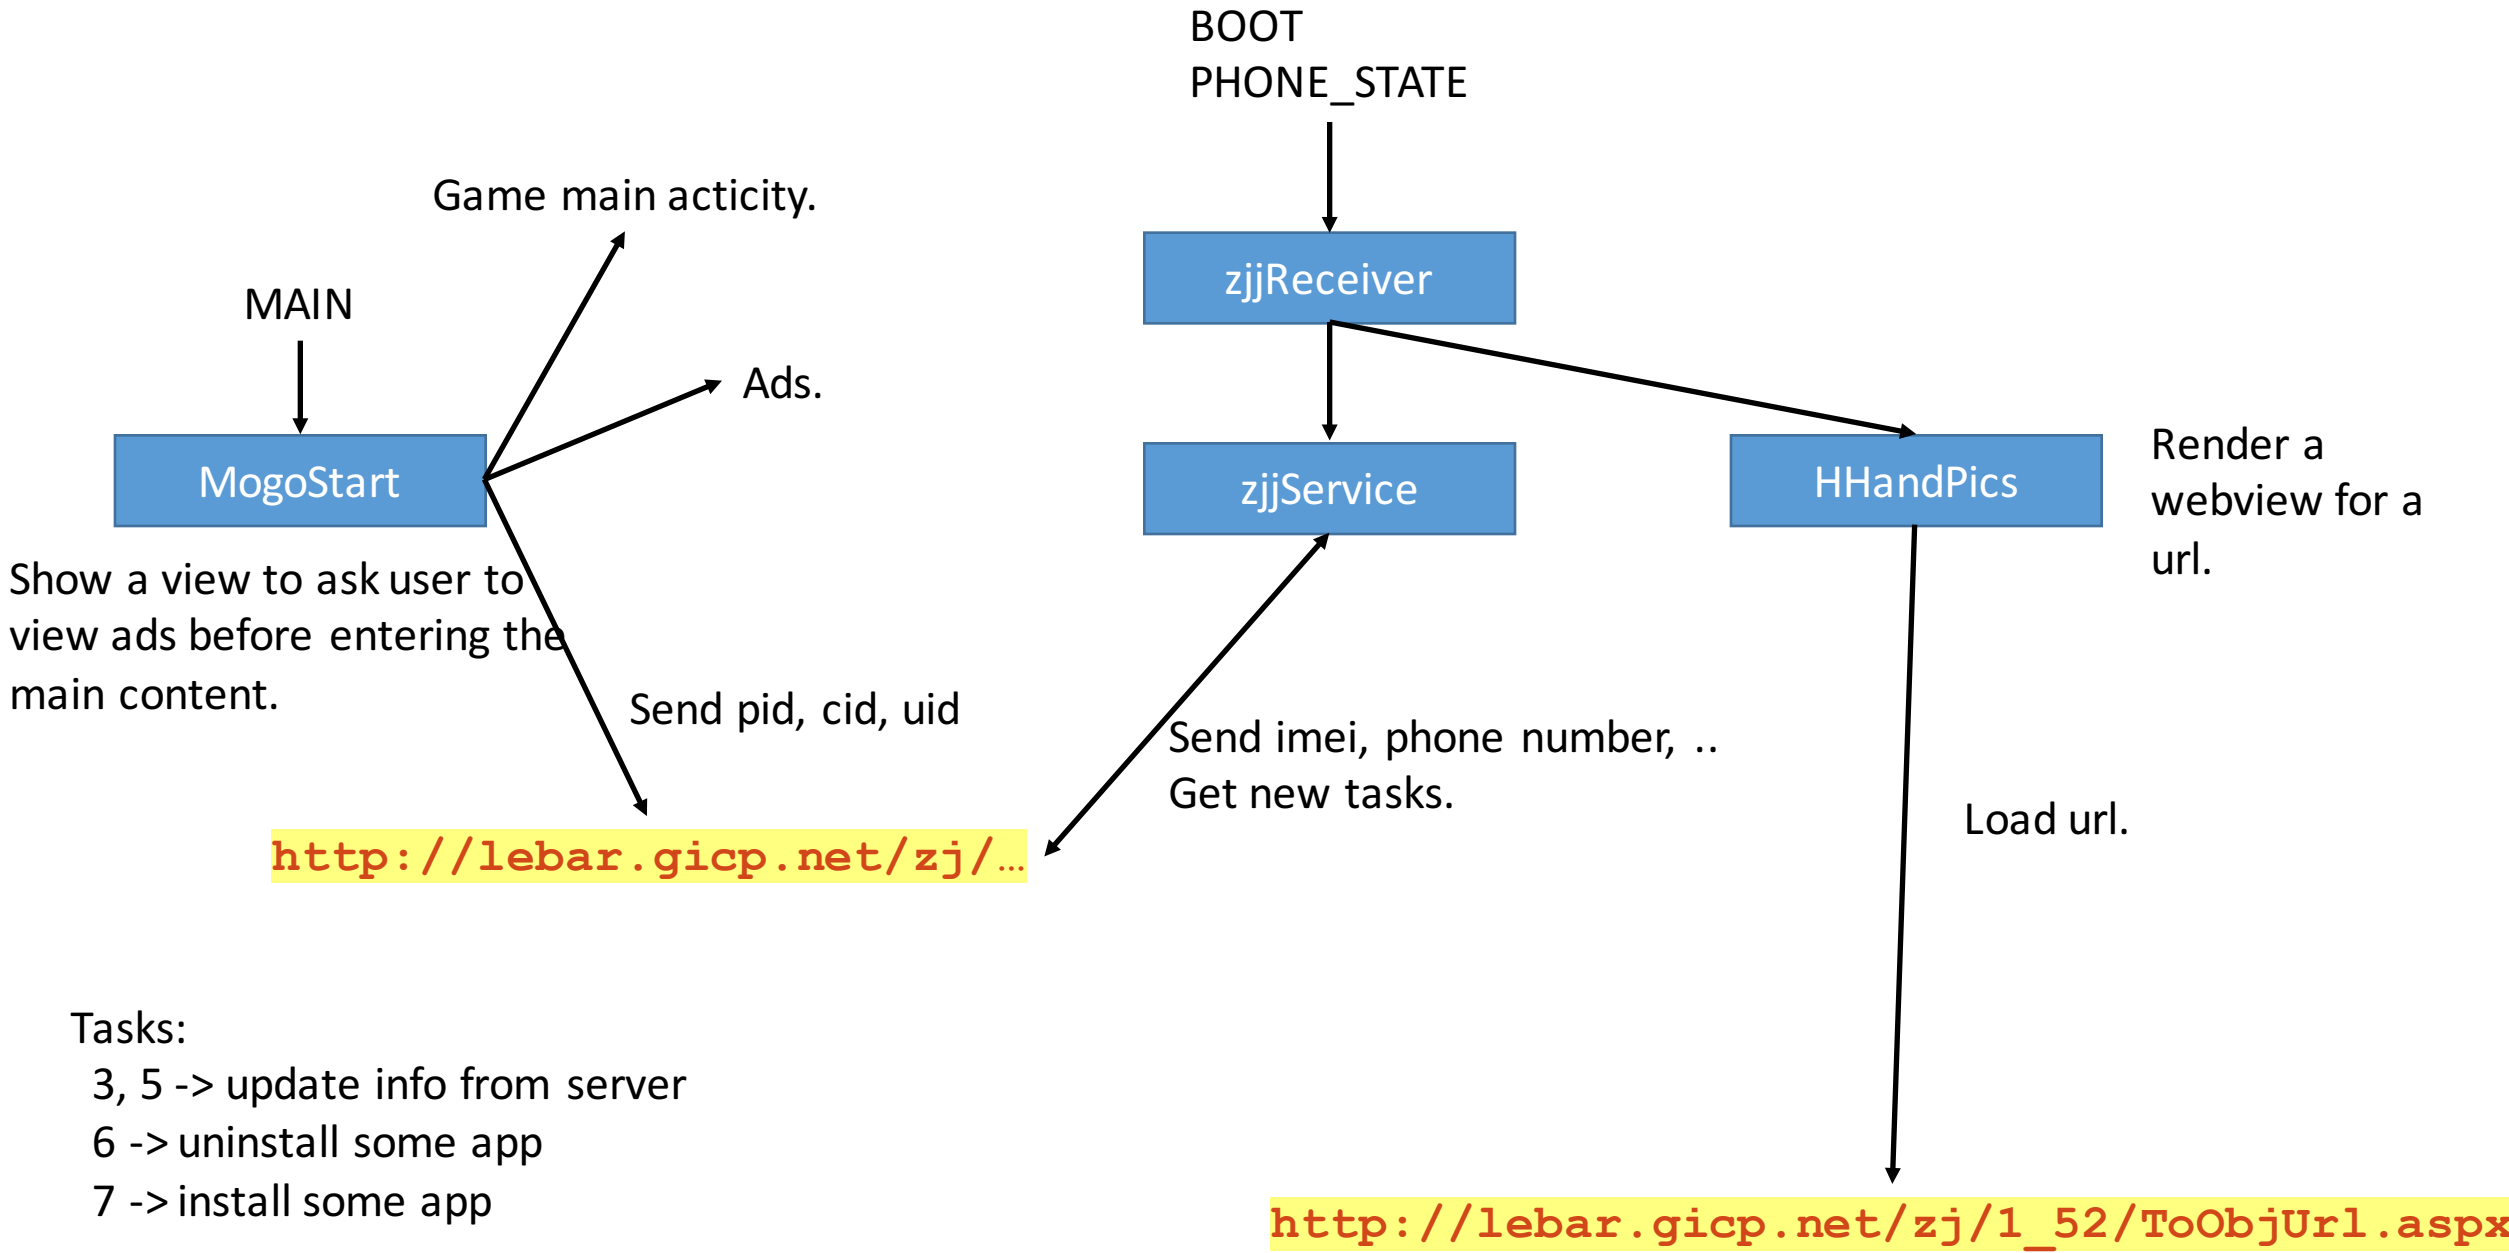 BOOT
PHONE_STATE
Game main acticity.
MAIN
zjjReceiver
Ads.
MogoStart
zjjService
HHandPics
Render a
webview for a
url.
Show a view to ask user to
view ads before entering the
main content.
Send pid, cid, uid
Send imei, phone number, ..
Get new tasks.
Load url.
http://lebar.gicp.net/zj/…
Tasks:
3, 5 -> update info from server
6 -> uninstall some app
7 -> install some app
http://lebar.gicp.net/zj/1_52/ToObjUrl.aspx